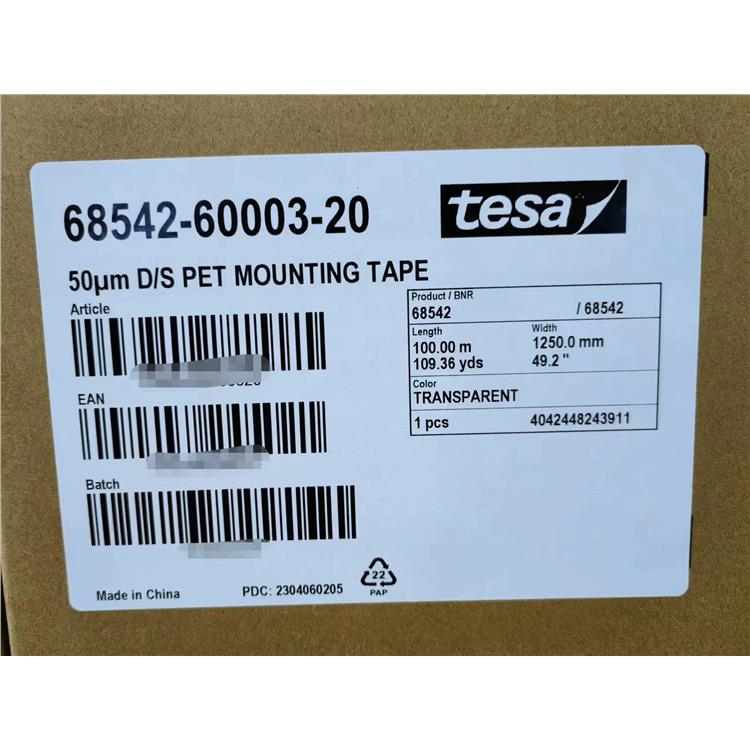 68542-60003-20
tesa
50µm D/S PET MOUNTING TAPE
Article
EAN
Batch
Product / BNR
68542 / 68542
Length Width
100.00 m 1250.0 mm
109.36 yds 49.2 "
Color
TRANSPARENT
1 pcs 4042448243911
Made in China PDC: 2304060205
22
PAP